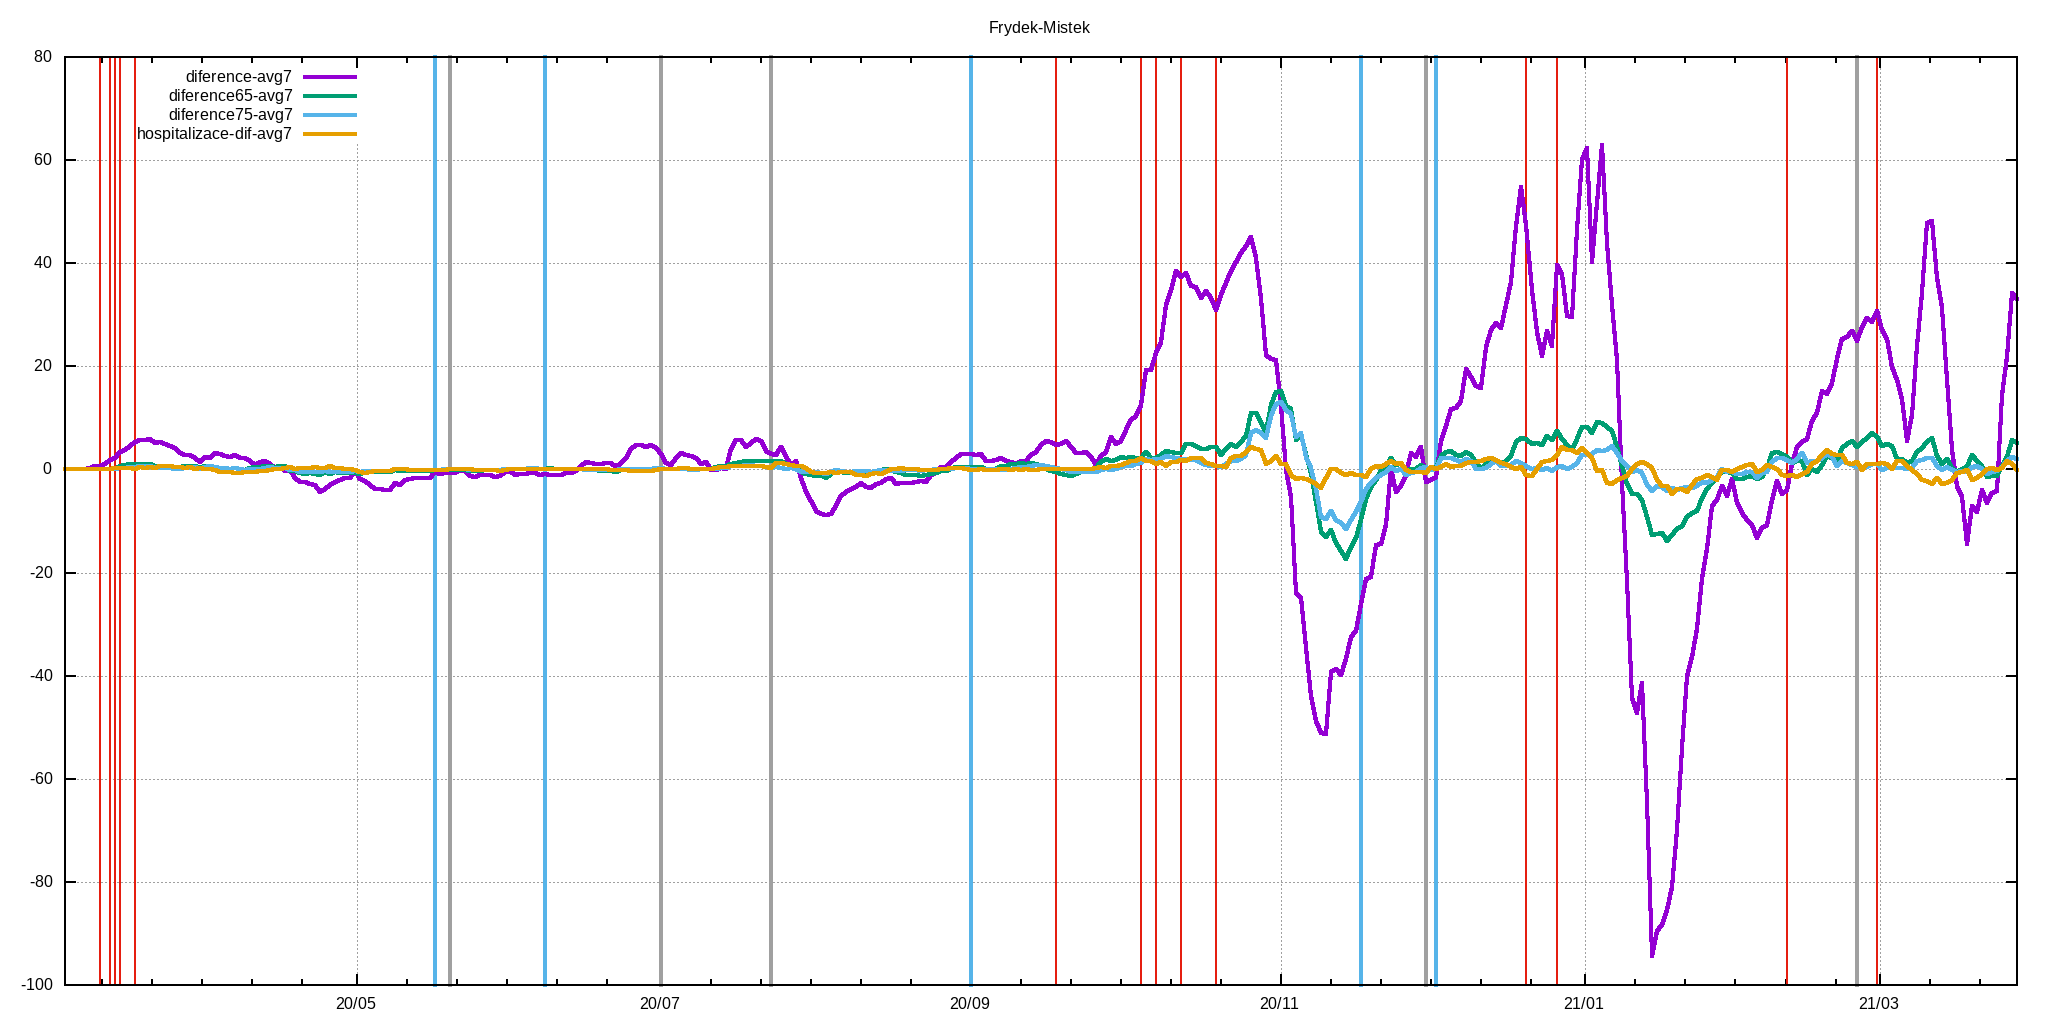 Frydek-Mistek
diference-avg7
diference65-avg7
diference75-avg7
hospitalizace-dif-avg7
80
60
40
20
0
-20
-40
-60
-80
-100
20/05 20/07 20/09 20/11 21/01 21/03